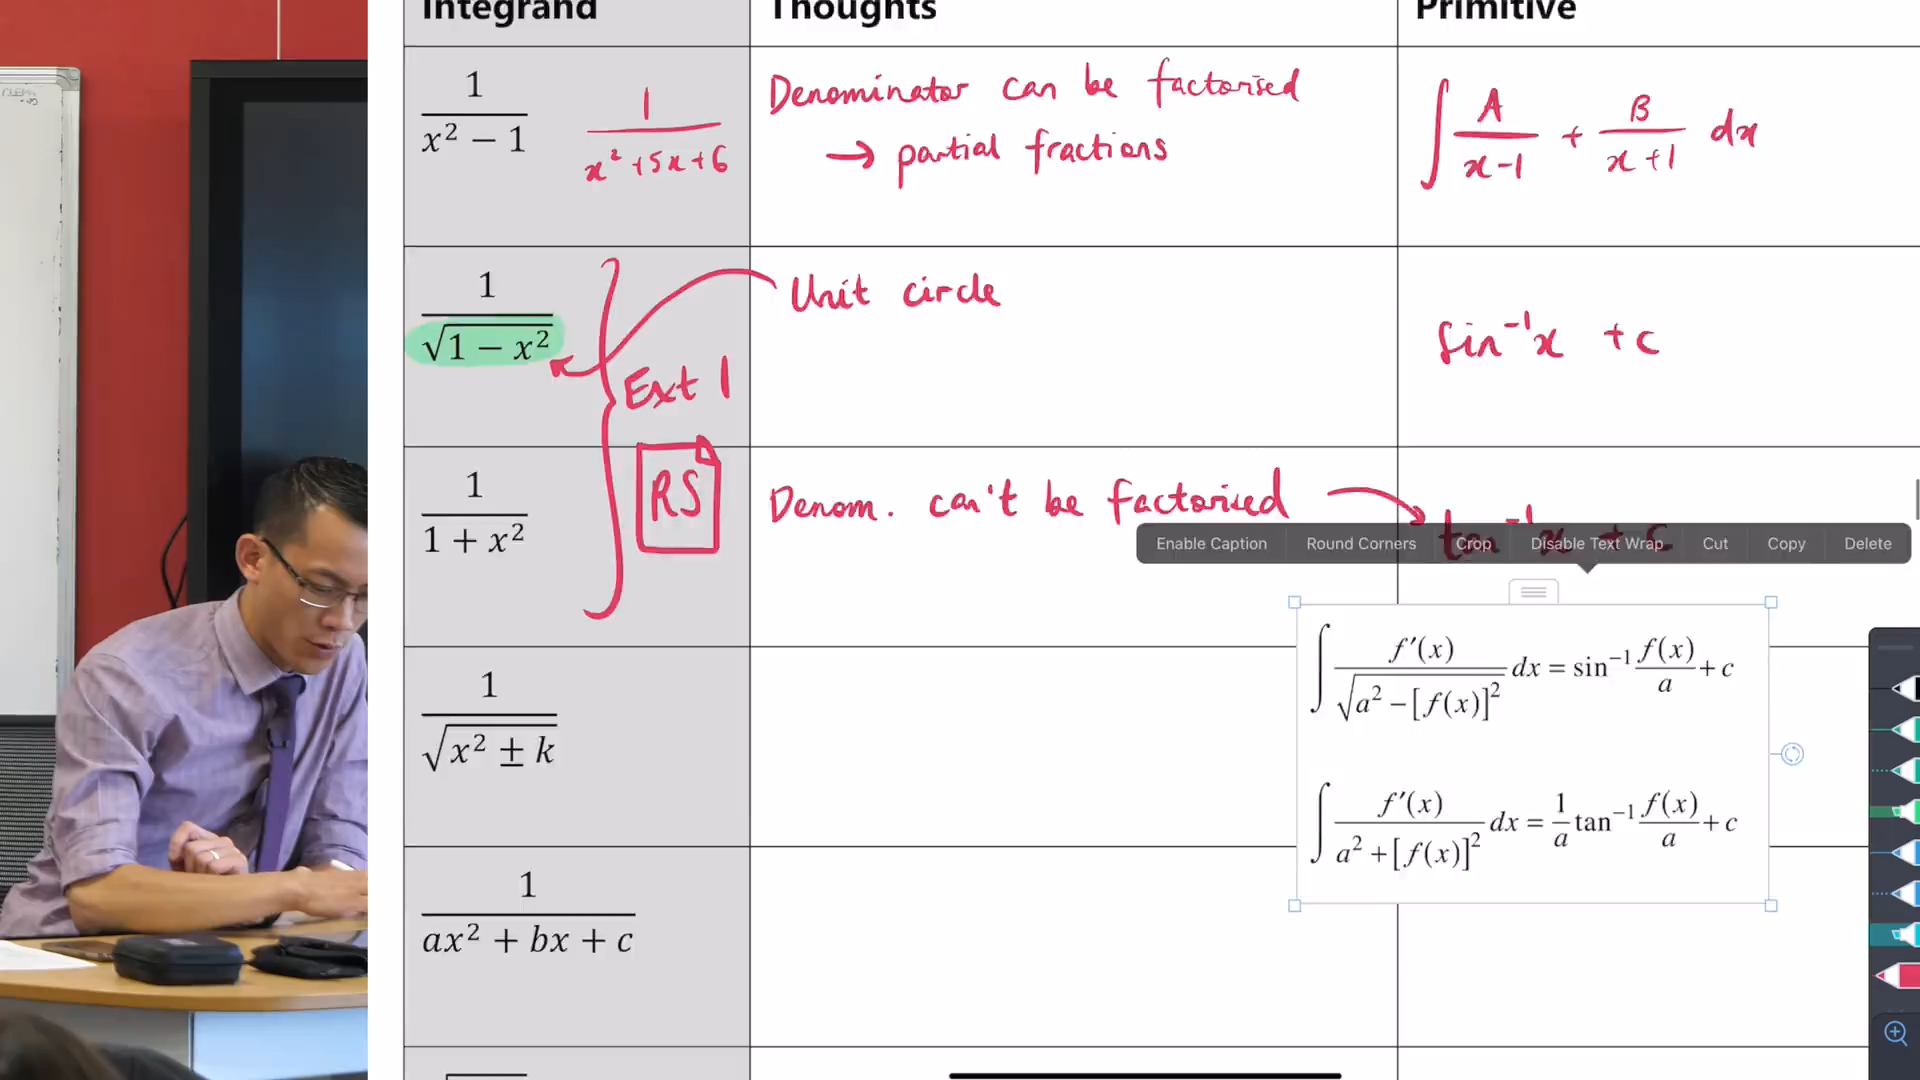 Integrand Thoughts Primitive
1/(x² − 1) 1/(x² + 5x + 6) Denominator can be factorised ∫ A/(x−1) + B/(x+1) dx
→ partial fractions
1/√(1 − x²) Unit circle sin⁻¹x + c
Ext 1
RS
1/(1 + x²) Denom. can't be factorised → tan⁻¹x + c
Enable Caption Round Corners Crop Disable Text Wrap Cut Copy Delete
∫ f′(x)/√(a² − [f(x)]²) dx = sin⁻¹ f(x)/a + c
1/√(x² ± k)
∫ f′(x)/(a² + [f(x)]²) dx = 1/a tan⁻¹ f(x)/a + c
1/(ax² + bx + c)